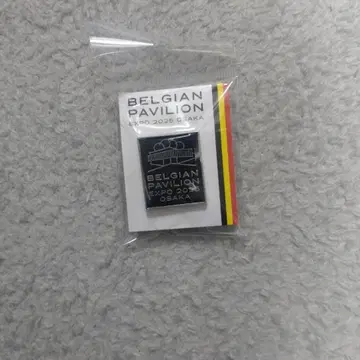 BELGIAN
PAVILION
EXPO 2025 OSAKA
BELGIAN
PAVILION
EXPO 2025
OSAKA